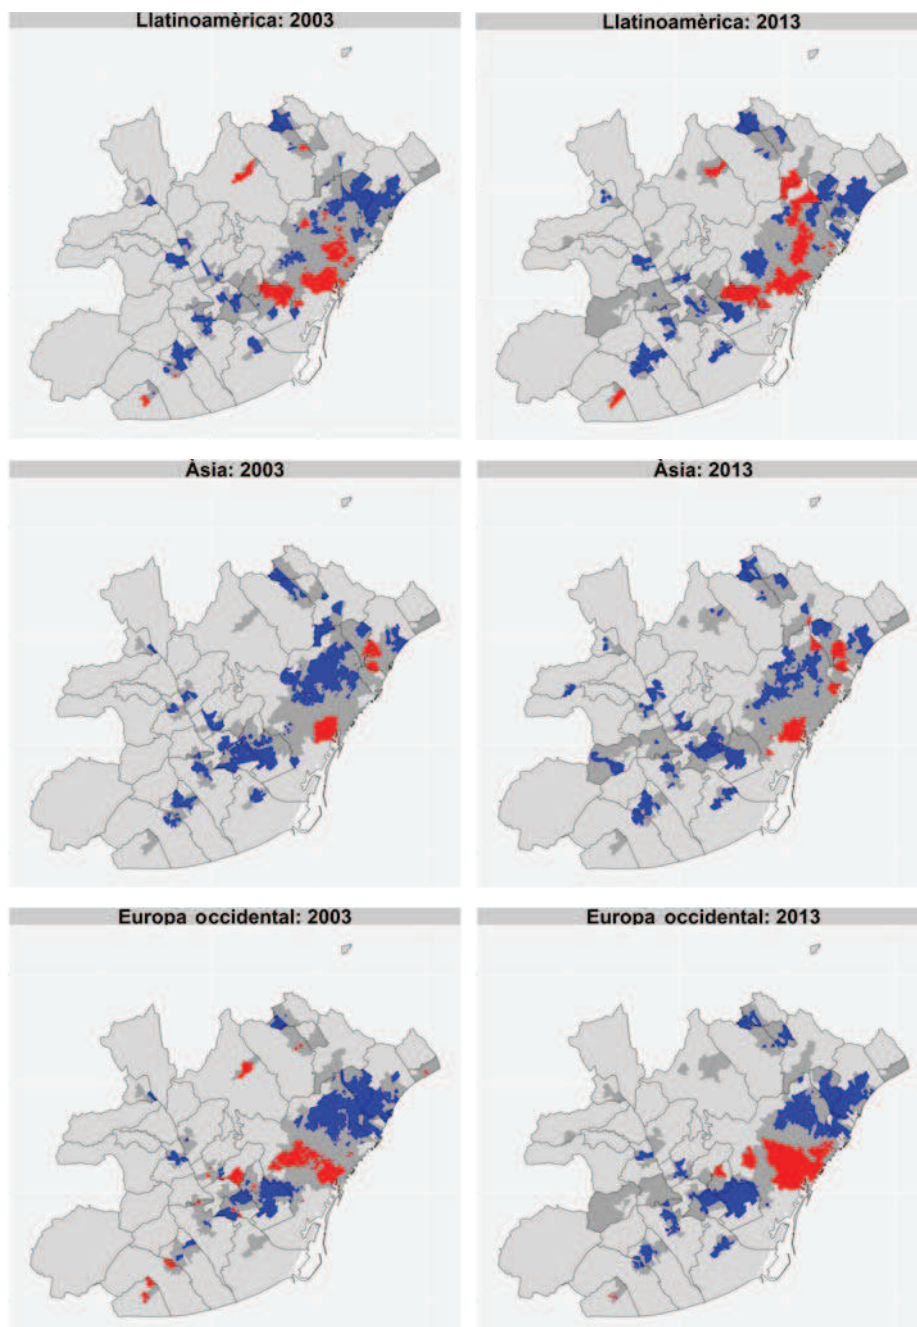 Llatinoamèrica: 2003
Llatinoamèrica: 2013
Àsia: 2003
Àsia: 2013
Europa occidental: 2003
Europa occidental: 2013